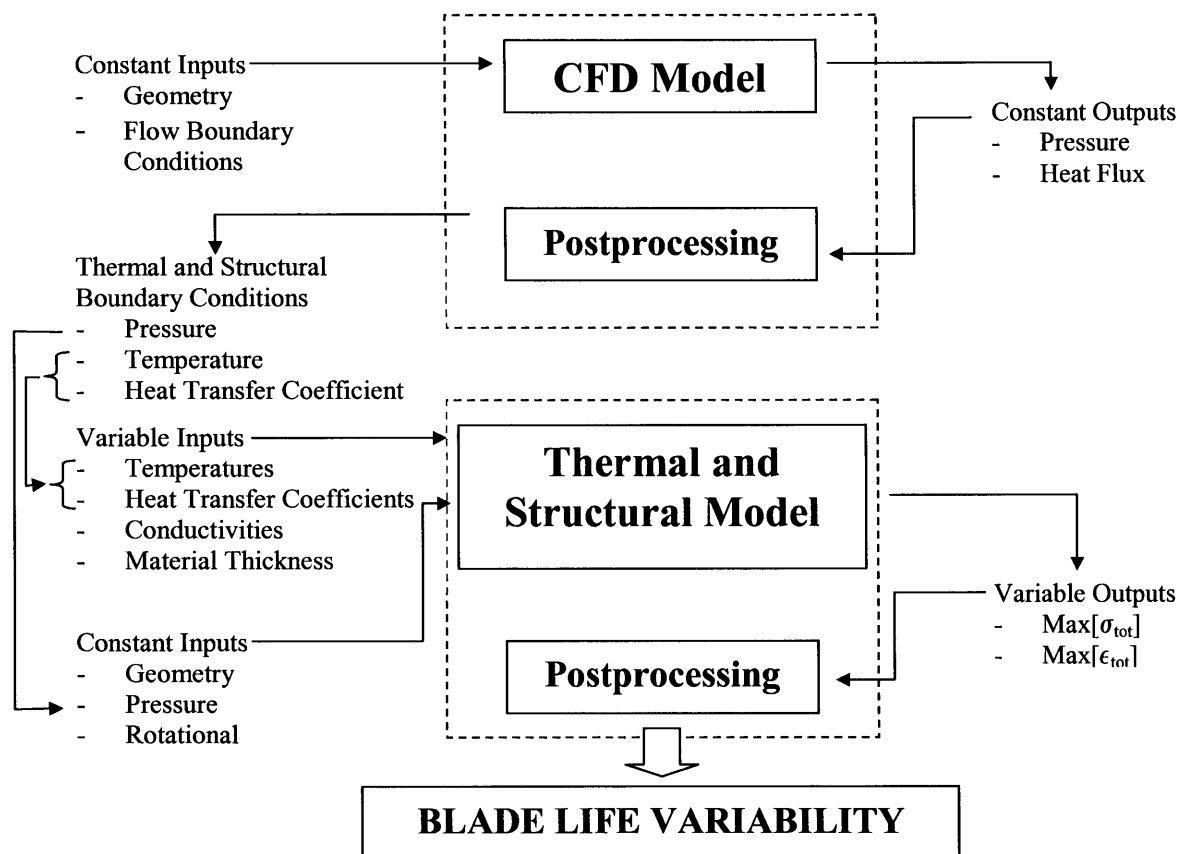 Constant Inputs
- Geometry
- Flow Boundary
Conditions
CFD Model
Constant Outputs
- Pressure
- Heat Flux
Postprocessing
Thermal and Structural
Boundary Conditions
- Pressure
- Temperature
- Heat Transfer Coefficient
Variable Inputs
- Temperatures
- Heat Transfer Coefficients
- Conductivities
- Material Thickness
Thermal and
Structural Model
Constant Inputs
- Geometry
- Pressure
- Rotational
Variable Outputs
- Max[σtot]
- Max[ϵtot]
Postprocessing
BLADE LIFE VARIABILITY